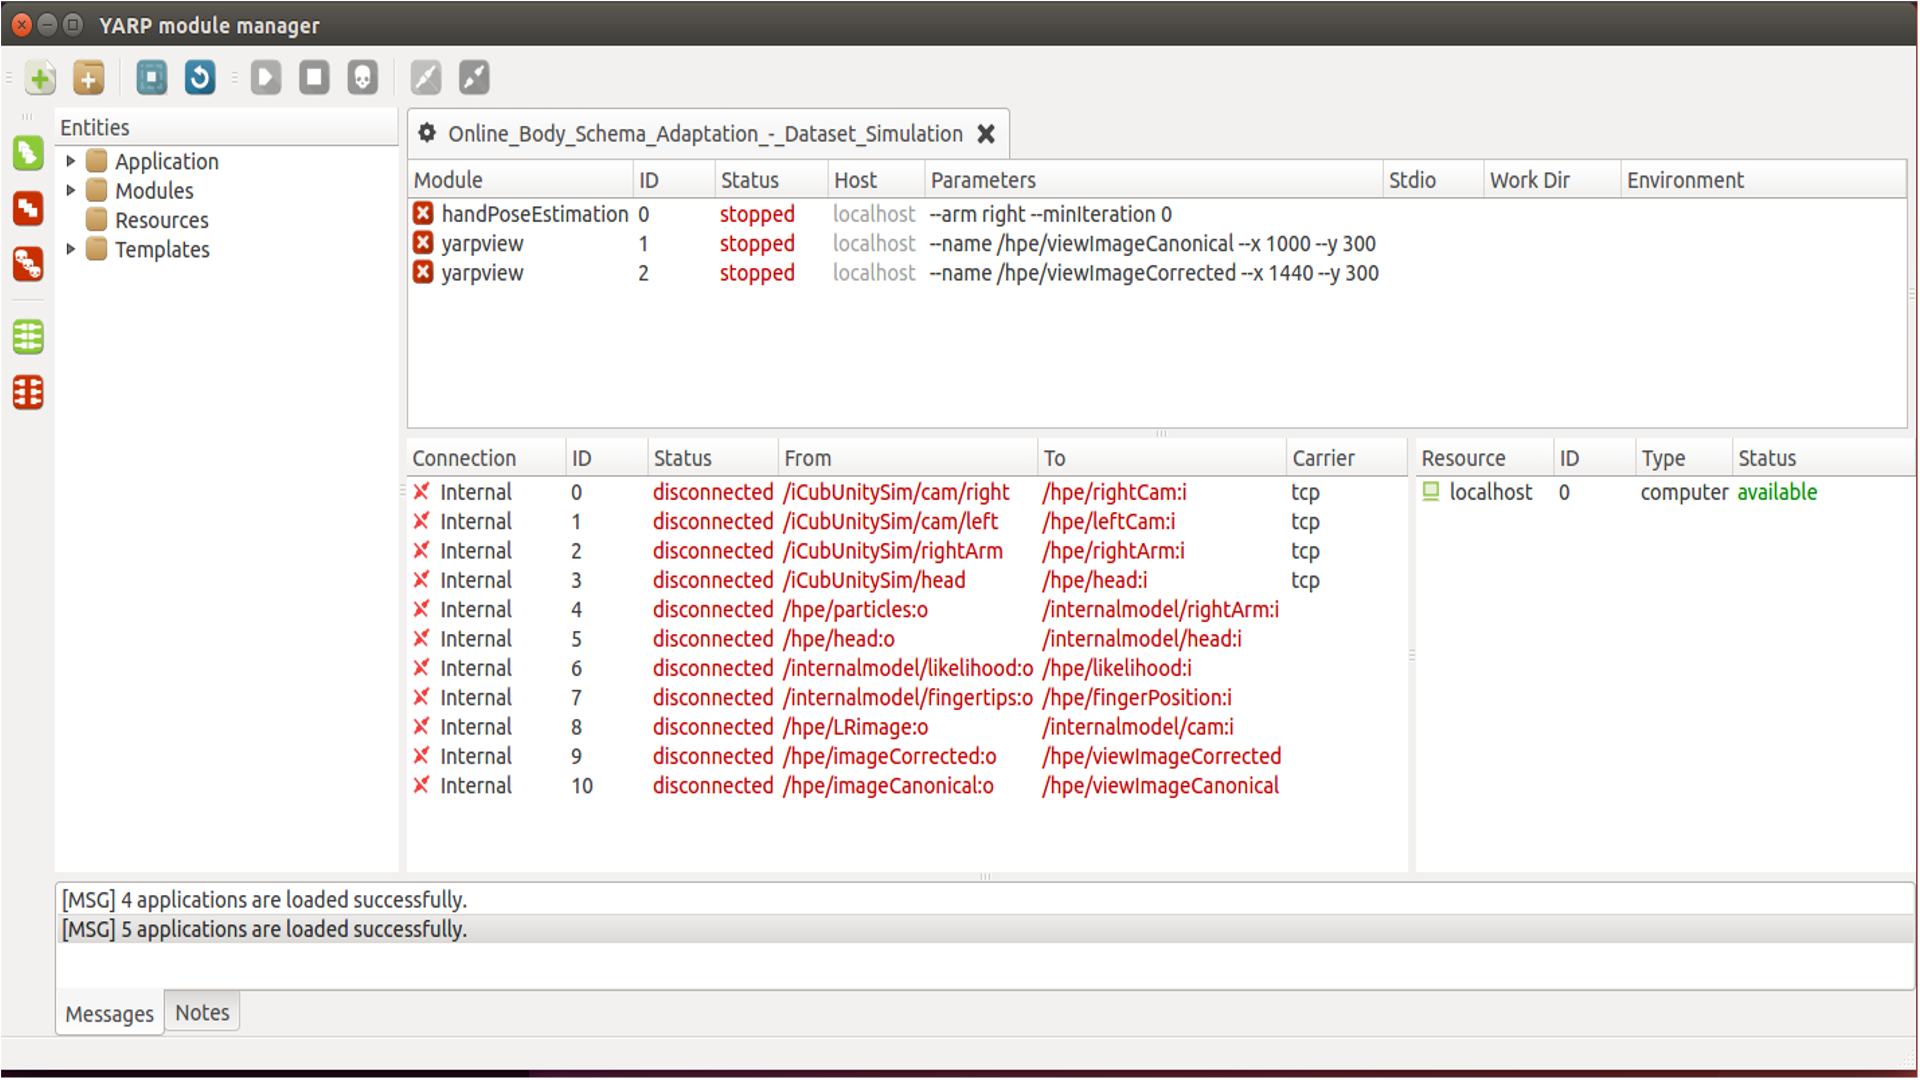 YARP module manager
Entities
Application
Modules
Resources
Templates
Online_Body_Schema_Adaptation_-_Dataset_Simulation
Module ID Status Host Parameters Stdio Work Dir Environment
handPoseEstimation 0 stopped localhost --arm right --minIteration 0
yarpview 1 stopped localhost --name /hpe/viewImageCanonical --x 1000 --y 300
yarpview 2 stopped localhost --name /hpe/viewImageCorrected --x 1440 --y 300
Connection ID Status From To Carrier
Internal 0 disconnected /iCubUnitySim/cam/right /hpe/rightCam:i tcp
Internal 1 disconnected /iCubUnitySim/cam/left /hpe/leftCam:i tcp
Internal 2 disconnected /iCubUnitySim/rightArm /hpe/rightArm:i tcp
Internal 3 disconnected /iCubUnitySim/head /hpe/head:i tcp
Internal 4 disconnected /hpe/particles:o /internalmodel/rightArm:i
Internal 5 disconnected /hpe/head:o /internalmodel/head:i
Internal 6 disconnected /internalmodel/likelihood:o /hpe/likelihood:i
Internal 7 disconnected /internalmodel/fingertips:o /hpe/fingerPosition:i
Internal 8 disconnected /hpe/LRimage:o /internalmodel/cam:i
Internal 9 disconnected /hpe/imageCorrected:o /hpe/viewImageCorrected
Internal 10 disconnected /hpe/imageCanonical:o /hpe/viewImageCanonical
Resource ID Type Status
localhost 0 computer available
[MSG] 4 applications are loaded successfully.
[MSG] 5 applications are loaded successfully.
Messages Notes